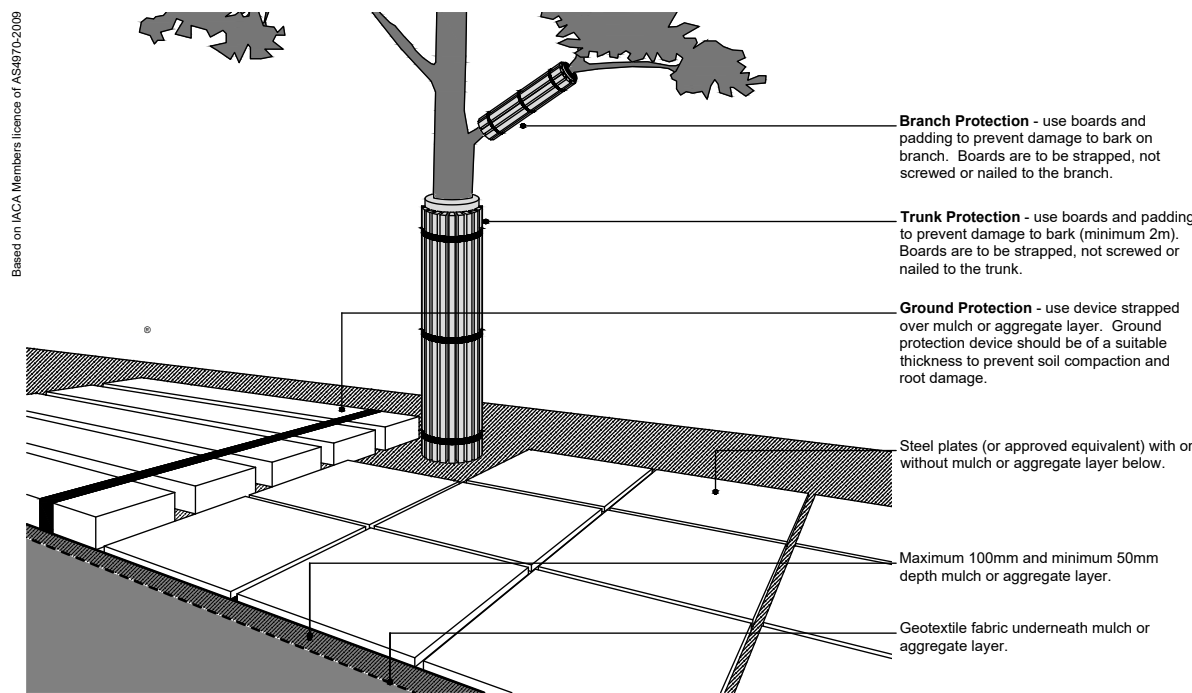 Based on IACA Members licence of AS4970-2009
Branch Protection - use boards and
padding to prevent damage to bark on
branch. Boards are to be strapped, not
screwed or nailed to the branch.
Trunk Protection - use boards and padding
to prevent damage to bark (minimum 2m).
Boards are to be strapped, not screwed or
nailed to the trunk.
®
Ground Protection - use device strapped
over mulch or aggregate layer. Ground
protection device should be of a suitable
thickness to prevent soil compaction and
root damage.
Steel plates (or approved equivalent) with or
without mulch or aggregate layer below.
Maximum 100mm and minimum 50mm
depth mulch or aggregate layer.
Geotextile fabric underneath mulch or
aggregate layer.